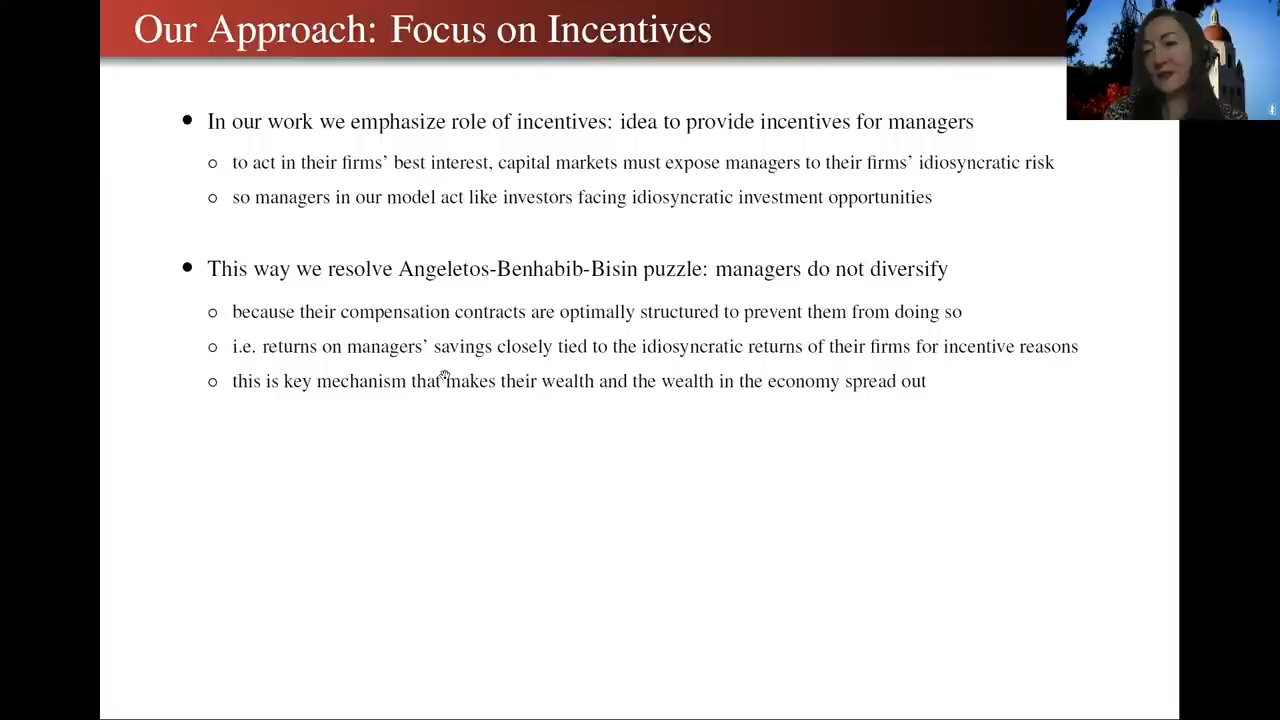 Our Approach: Focus on Incentives
In our work we emphasize role of incentives: idea to provide incentives for managers
to act in their firms' best interest, capital markets must expose managers to their firms' idiosyncratic risk
so managers in our model act like investors facing idiosyncratic investment opportunities
This way we resolve Angeletos-Benhabib-Bisin puzzle: managers do not diversify
because their compensation contracts are optimally structured to prevent them from doing so
i.e. returns on managers' savings closely tied to the idiosyncratic returns of their firms for incentive reasons
this is key mechanism that makes their wealth and the wealth in the economy spread out